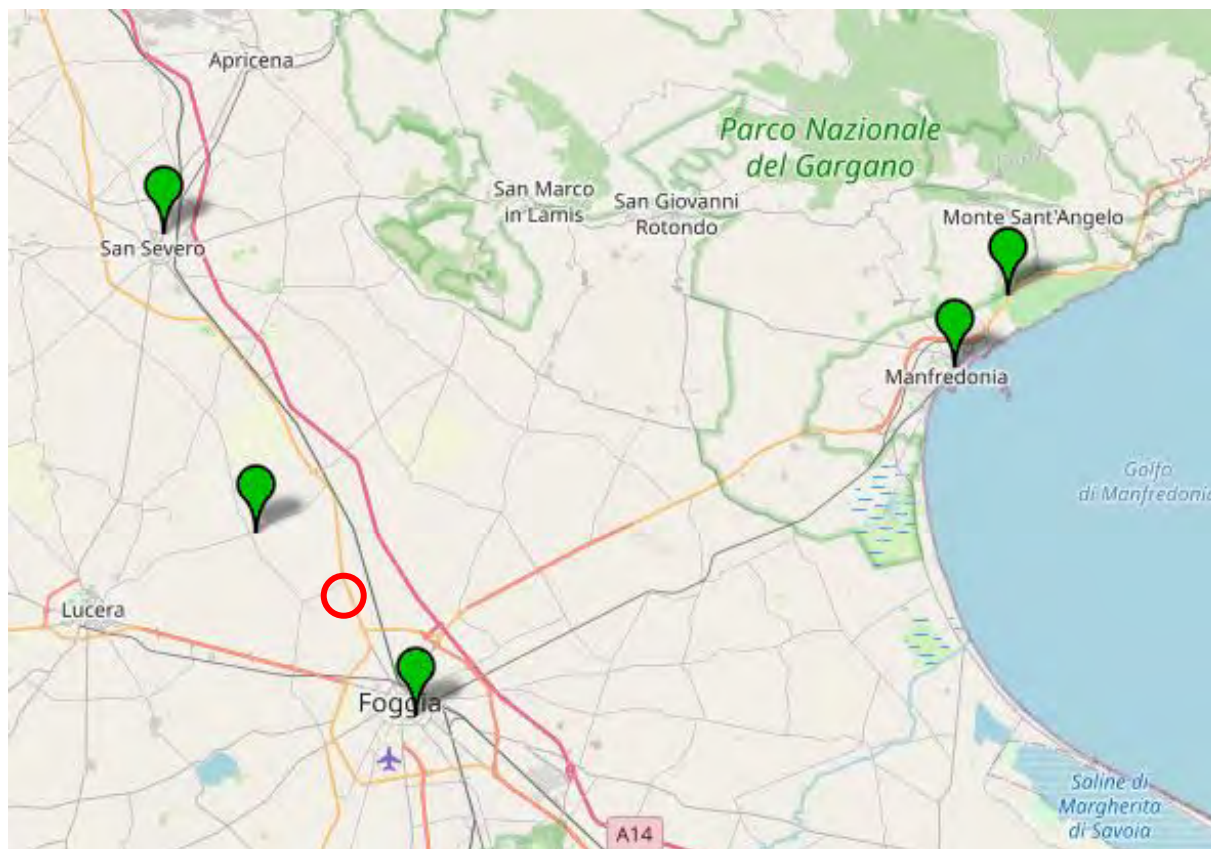 Apricena
Parco Nazionale
del Gargano
San Marco
in Lamis
San Giovanni
Rotondo
Monte Sant'Angelo
San Severo
Manfredonia
Golfo
di Manfredonia
Lucera
Foggia
Saline di
Margherita
di Savoia
A14